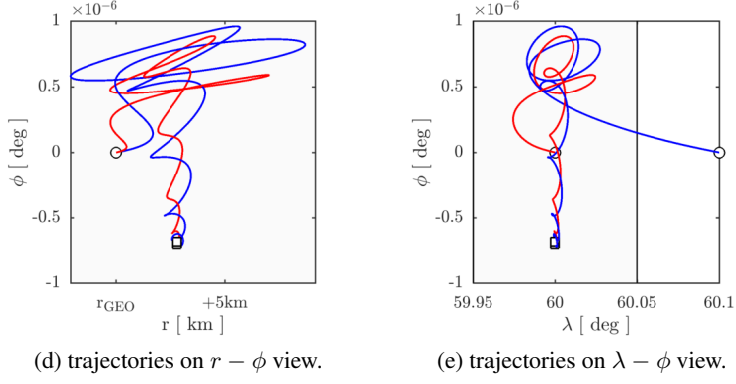 ×10⁻⁶
1
0.5
0
-0.5
-1
ϕ [ deg ]
r_GEO
+5km
r [ km ]
(d) trajectories on r − ϕ view.
×10⁻⁶
1
0.5
0
-0.5
-1
ϕ [ deg ]
59.95
60
60.05
60.1
λ [ deg ]
(e) trajectories on λ − ϕ view.